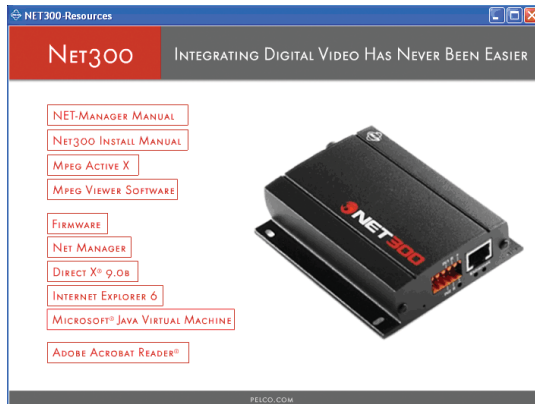 NET300-Resources
NET300
INTEGRATING DIGITAL VIDEO HAS NEVER BEEN EASIER
NET-MANAGER MANUAL
NET300 INSTALL MANUAL
MPEG ACTIVE X
MPEG VIEWER SOFTWARE
FIRMWARE
NET MANAGER
DIRECT X® 9.0B
INTERNET EXPLORER 6
MICROSOFT® JAVA VIRTUAL MACHINE
ADOBE ACROBAT READER®
NET300
PELCO.COM